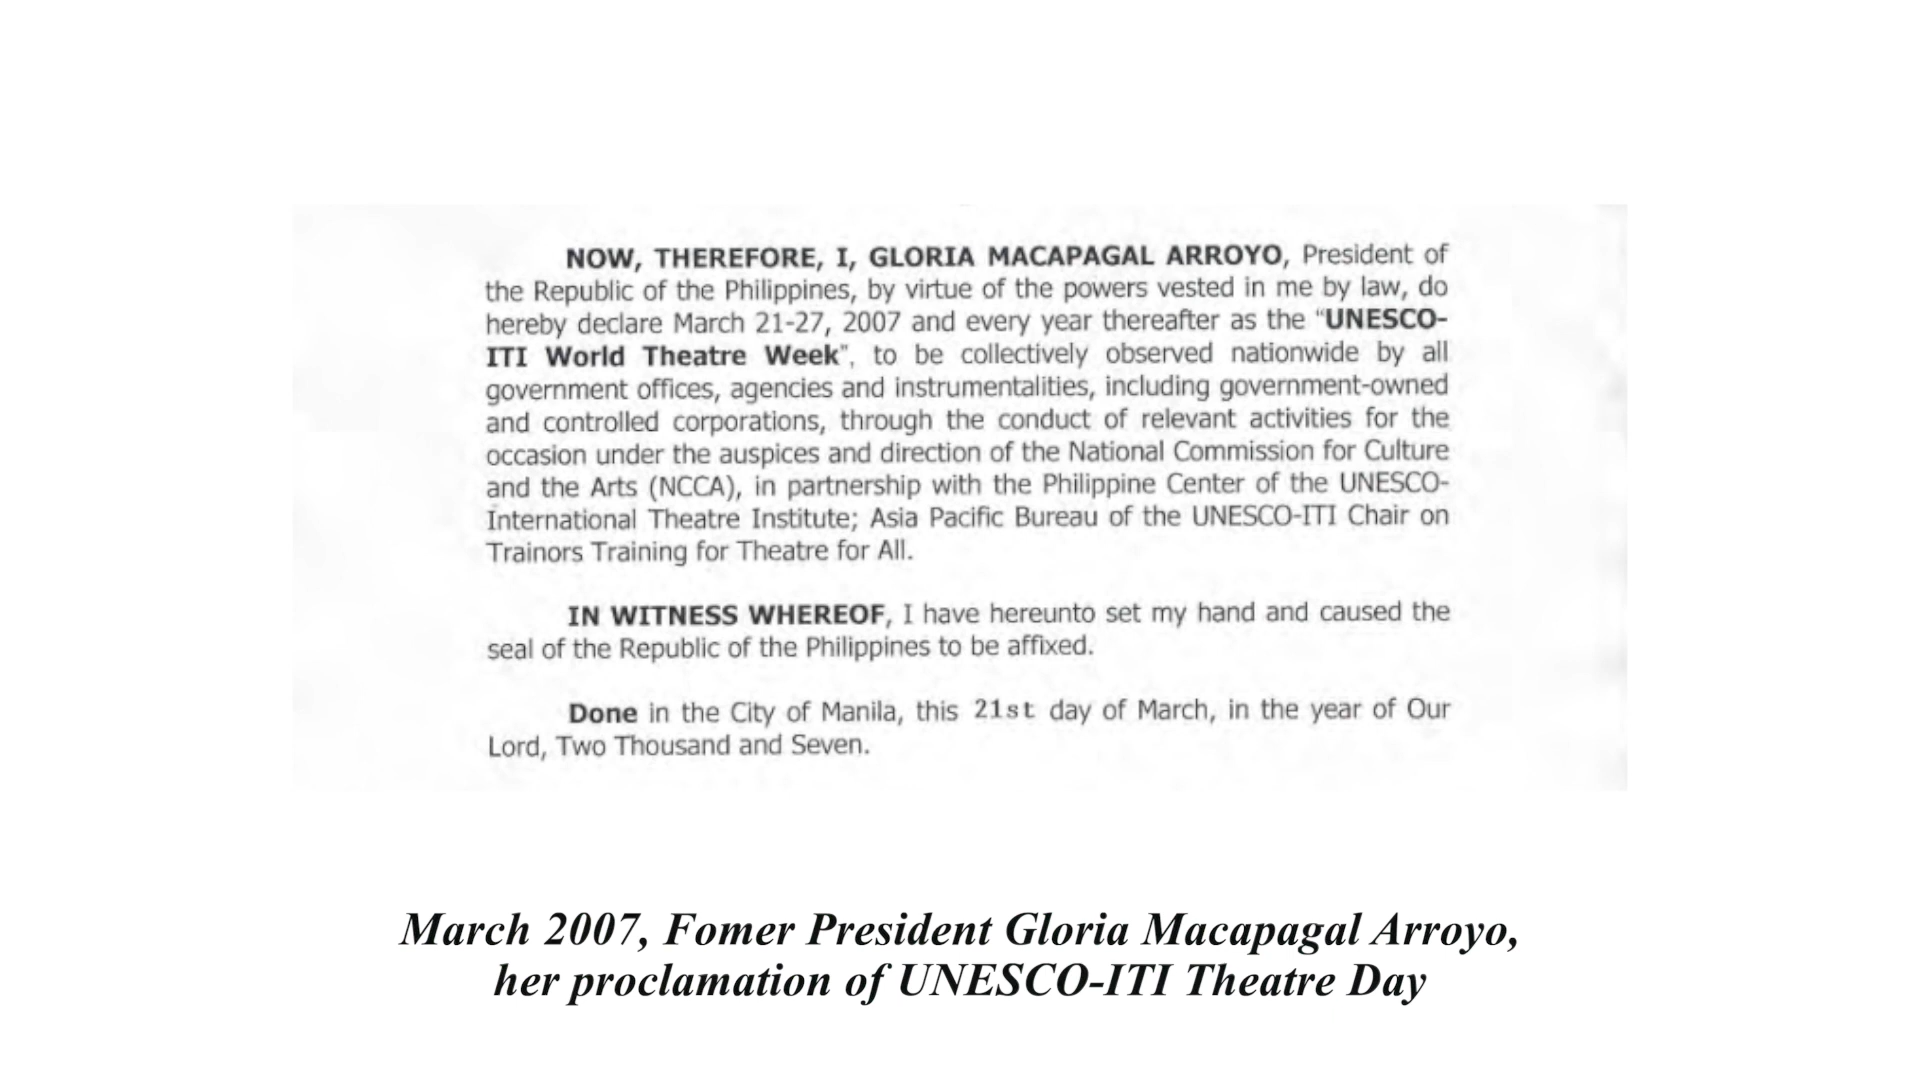 NOW, THEREFORE, I, GLORIA MACAPAGAL ARROYO, President of
the Republic of the Philippines, by virtue of the powers vested in me by law, do
hereby declare March 21-27, 2007 and every year thereafter as the “UNESCO-
ITI World Theatre Week”, to be collectively observed nationwide by all
government offices, agencies and instrumentalities, including government-owned
and controlled corporations, through the conduct of relevant activities for the
occasion under the auspices and direction of the National Commission for Culture
and the Arts (NCCA), in partnership with the Philippine Center of the UNESCO-
International Theatre Institute; Asia Pacific Bureau of the UNESCO-ITI Chair on
Trainors Training for Theatre for All.
IN WITNESS WHEREOF, I have hereunto set my hand and caused the
seal of the Republic of the Philippines to be affixed.
Done in the City of Manila, this 21st day of March, in the year of Our
Lord, Two Thousand and Seven.
March 2007, Fomer President Gloria Macapagal Arroyo,
her proclamation of UNESCO-ITI Theatre Day